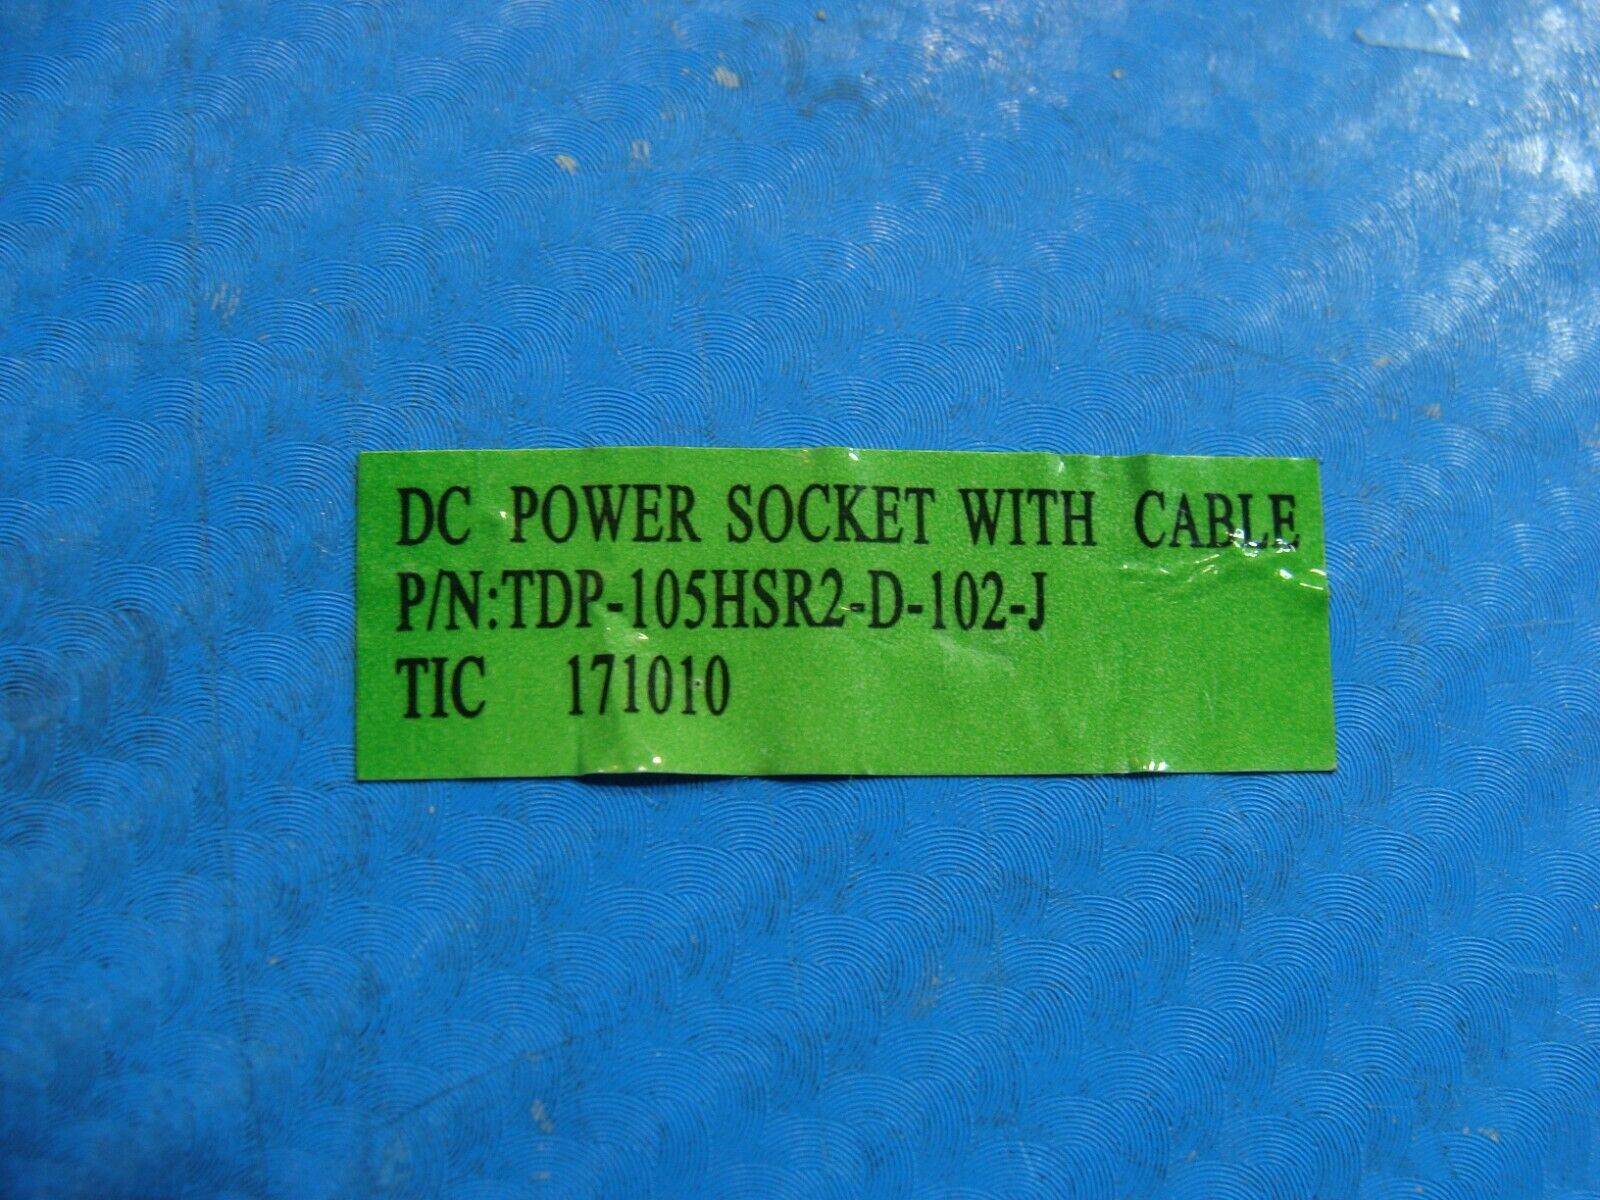 DC POWER SOCKET WITH CABLE
P/N:TDP-105HSR2-D-102-J
TIC 171010